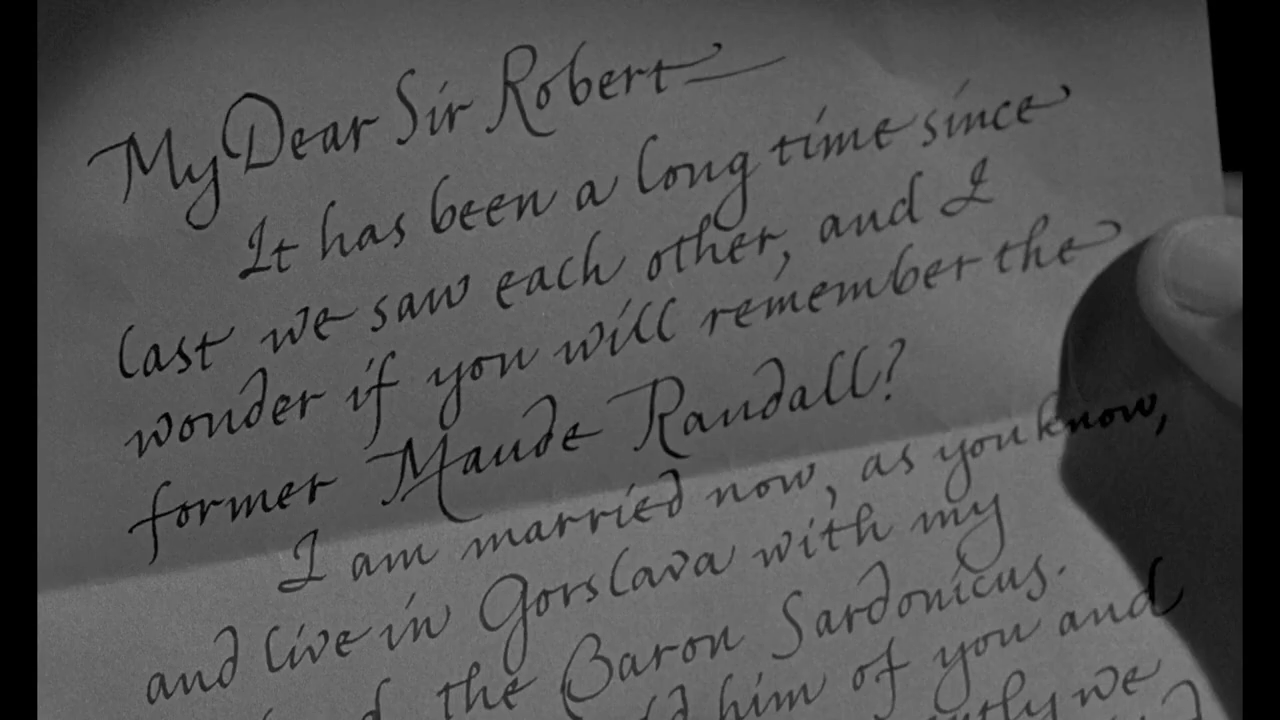 My Dear Sir Robert—
It has been a long time since
last we saw each other, and I
wonder if you will remember the
former Maude Randall?
I am married now, as you know,
and live in Gorslava with my
the Baron Sardonicus.
him of you and
we